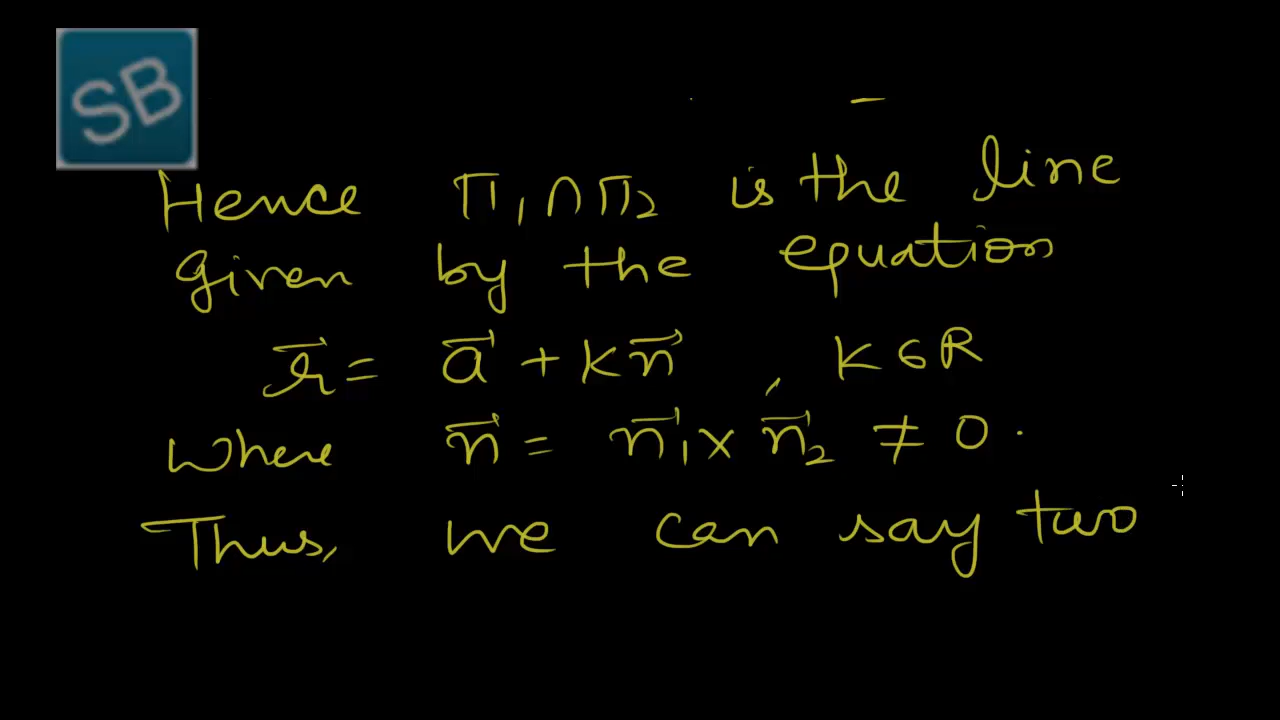 SB
Hence Π₁∩Π₂ is the line
given by the equation
r⃗ = a⃗ + k n⃗ , k ∈ R
where n⃗ = n⃗₁ × n⃗₂ ≠ 0.
Thus, we can say two